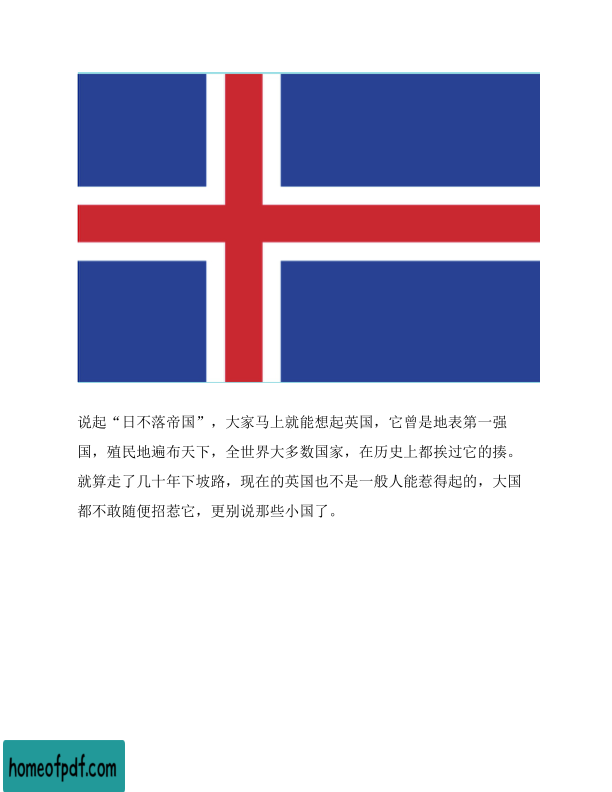 说起“日不落帝国”，大家马上就能想起英国，它曾是地表第一强
国，殖民地遍布天下，全世界大多数国家，在历史上都挨过它的揍。
就算走了几十年下坡路，现在的英国也不是一般人能惹得起的，大国
都不敢随便招惹它，更别说那些小国了。
homeofpdf.com